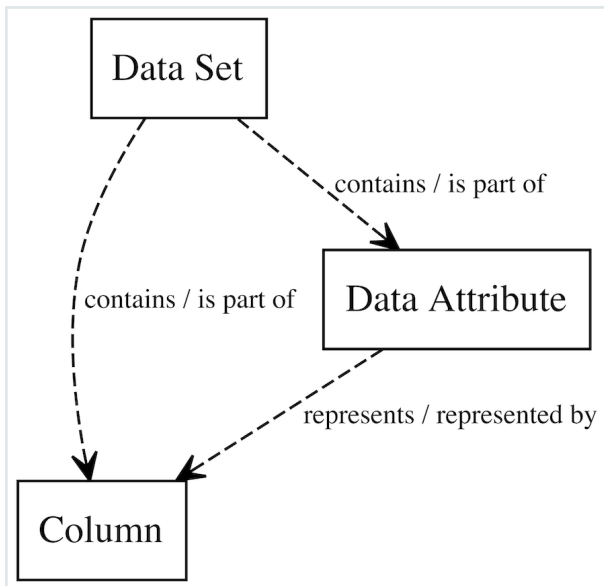 Data Set
contains / is part of
contains / is part of
Data Attribute
represents / represented by
Column